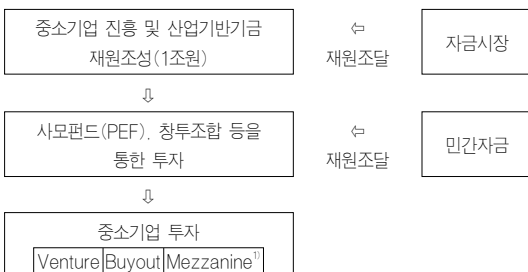 중소기업 진흥 및 산업기반기금
재원조성(1조원)
⇦
재원조달
자금시장
⇩
사모펀드(PEF), 창투조합 등을
통한 투자
⇦
재원조달
민간자금
⇩
중소기업 투자
Venture Buyout Mezzanine1)